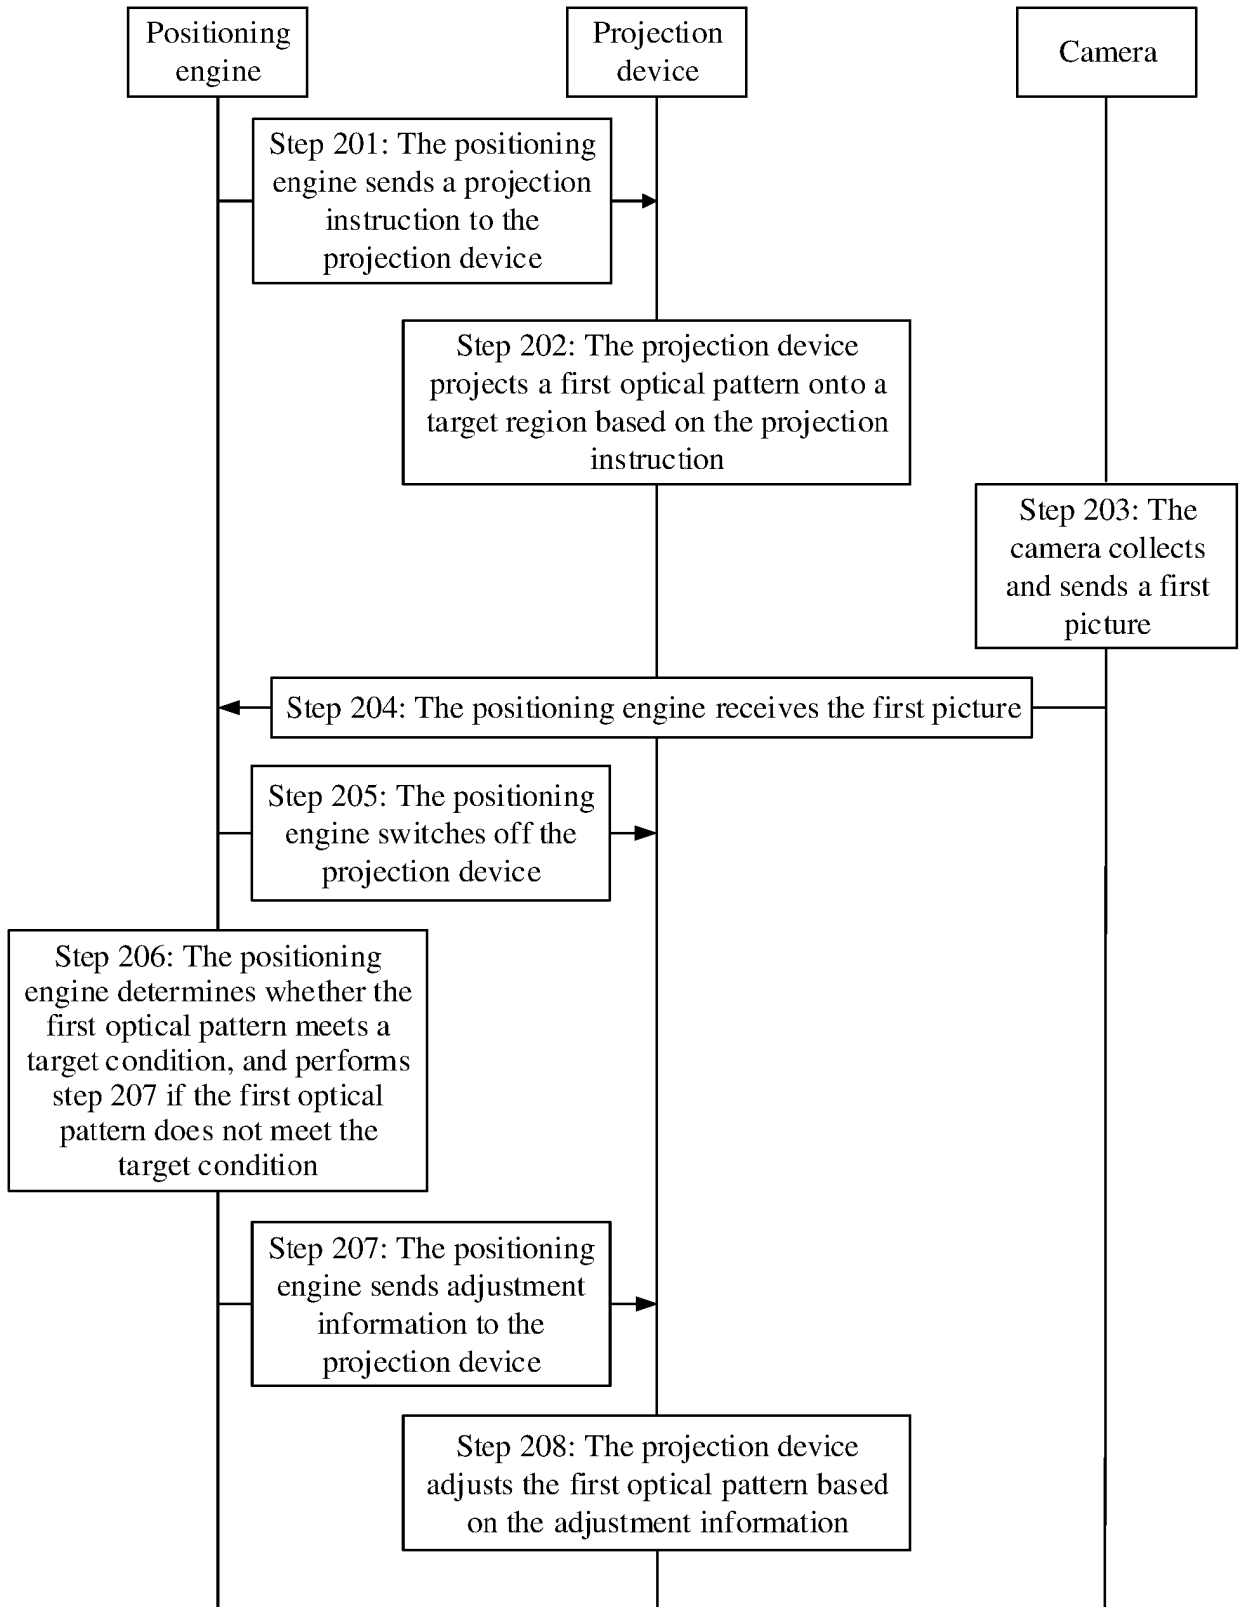 Positioning
engine
Projection
device
Camera
Step 201: The positioning
engine sends a projection
instruction to the
projection device
Step 202: The projection device
projects a first optical pattern onto a
target region based on the projection
instruction
Step 203: The
camera collects
and sends a first
picture
Step 204: The positioning engine receives the first picture
Step 205: The positioning
engine switches off the
projection device
Step 206: The positioning
engine determines whether the
first optical pattern meets a
target condition, and performs
step 207 if the first optical
pattern does not meet the
target condition
Step 207: The positioning
engine sends adjustment
information to the
projection device
Step 208: The projection device
adjusts the first optical pattern based
on the adjustment information